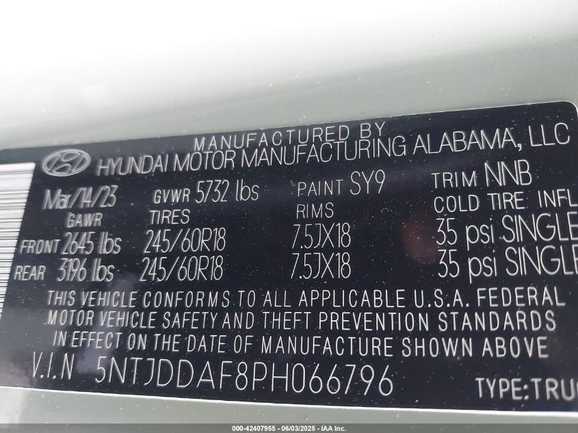 MANUFACTURED BY
HYUNDAI MOTOR MANUFACTURING ALABAMA, LLC
Mar/14/23 GVWR 5732 lbs PAINT SY9 TRIM NNB
GAWR TIRES RIMS COLD TIRE INFL
FRONT 2645 lbs 245/60R18 7.5JX18 35 psi SINGLE
REAR 3196 lbs 245/60R18 7.5JX18 35 psi SINGLE
THIS VEHICLE CONFORMS TO ALL APPLICABLE U.S.A. FEDERAL
MOTOR VEHICLE SAFETY AND THEFT PREVENTION STANDARDS
IN EFFECT ON THE DATE OF MANUFACTURE SHOWN ABOVE
V.I.N 5NTJDDAF8PH066796 TYPE:TRU
000-42407955 - 06/03/2025 - IAA Inc.